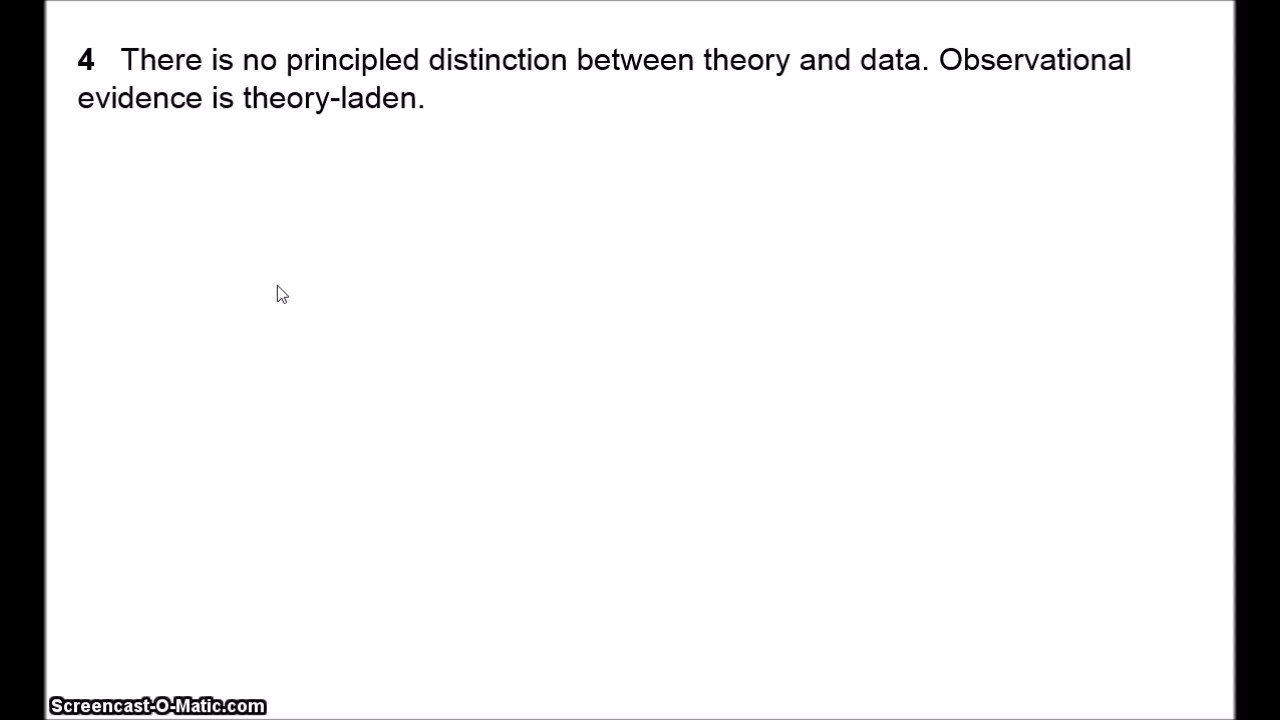 4 There is no principled distinction between theory and data. Observational
evidence is theory-laden.
Screencast-O-Matic.com